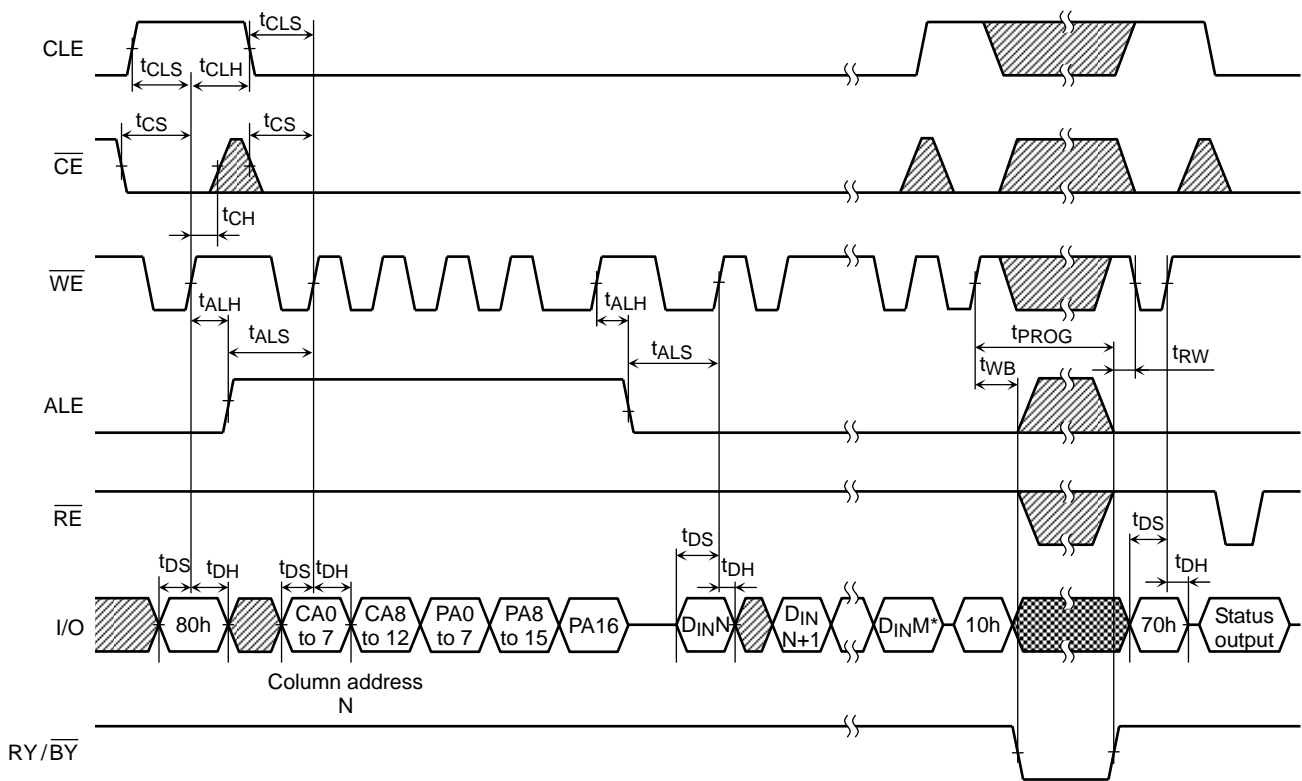 CLE
tCLS
tCLS
tCLH
CE
tCS
tCS
tCH
WE
tALH
tALS
tALH
tALS
tPROG
tWB
tRW
ALE
RE
tDS
tDH
tDS
tDH
tDS
tDH
tDS
tDH
I/O
80h
CA0 to 7
CA8 to 12
PA0 to 7
PA8 to 15
PA16
DINN
DIN N+1
DINM*
10h
70h
Status output
Column address
N
RY/BY